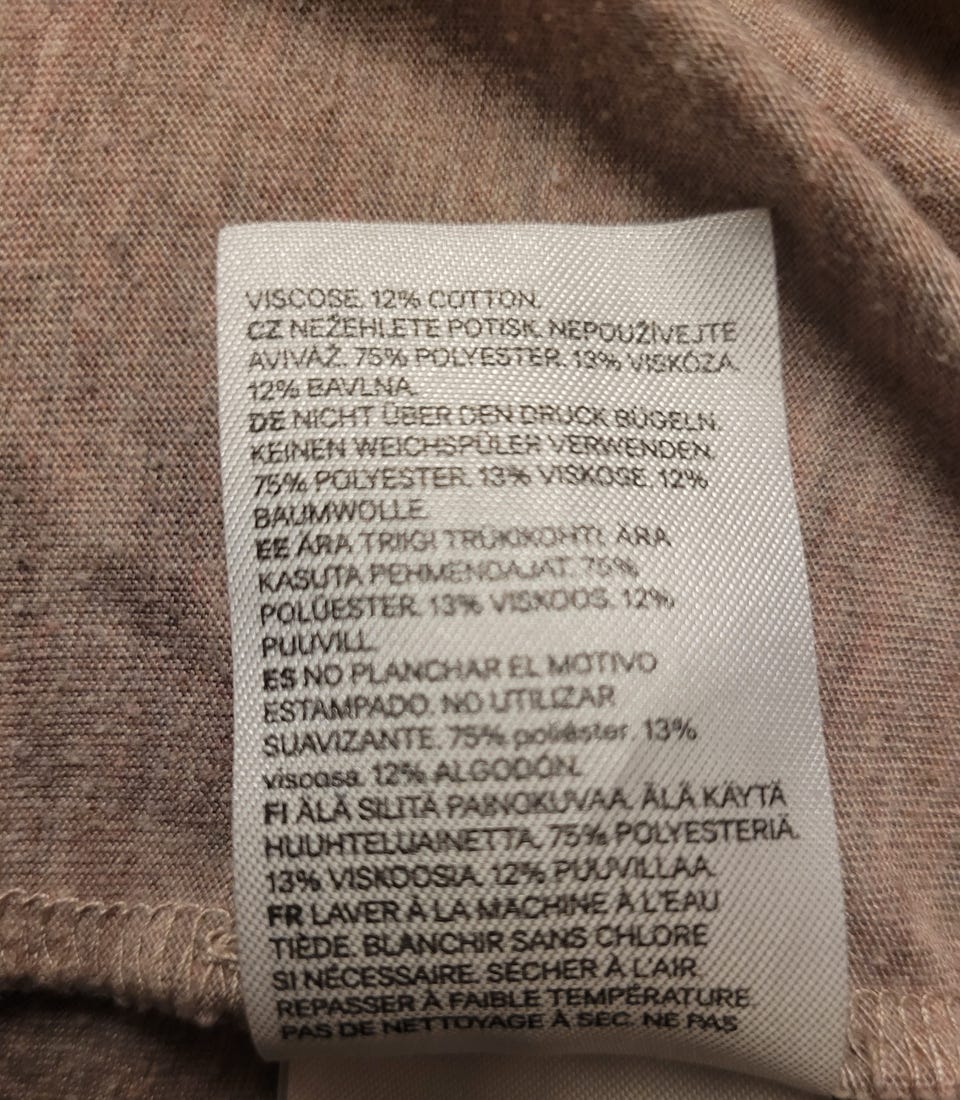 VISCOSE. 12% COTTON.
CZ NEŽEHLETE POTISK. NEPOUŽÍVEJTE
AVIVÁŽ. 75% POLYESTER. 13% VISKÓZA.
12% BAVLNA.
DE NICHT ÜBER DEN DRUCK BÜGELN.
KEINEN WEICHSPÜLER VERWENDEN.
75% POLYESTER. 13% VISKOSE. 12%
BAUMWOLLE.
EE ÄRA TRIIGI TRÜKIKOHTI. ÄRA
KASUTA PEHMENDAJAT. 75%
POLÜESTER. 13% VISKOOS. 12%
PUUVILL.
ES NO PLANCHAR EL MOTIVO
ESTAMPADO. NO UTILIZAR
SUAVIZANTE. 75% poliéster. 13%
viscosa. 12% ALGODÓN.
FI ÄLÄ SILITÄ PAINOKUVAA. ÄLÄ KÄYTÄ
HUUHTELUAINETTA. 75% POLYESTERIÄ.
13% VISKOOSIA. 12% PUUVILLAA.
FR LAVER À LA MACHINE À L'EAU
TIÈDE. BLANCHIR SANS CHLORE
SI NÉCESSAIRE. SÉCHER À L'AIR.
REPASSER À FAIBLE TEMPÉRATURE.
PAS DE NETTOYAGE À SEC. NE PAS